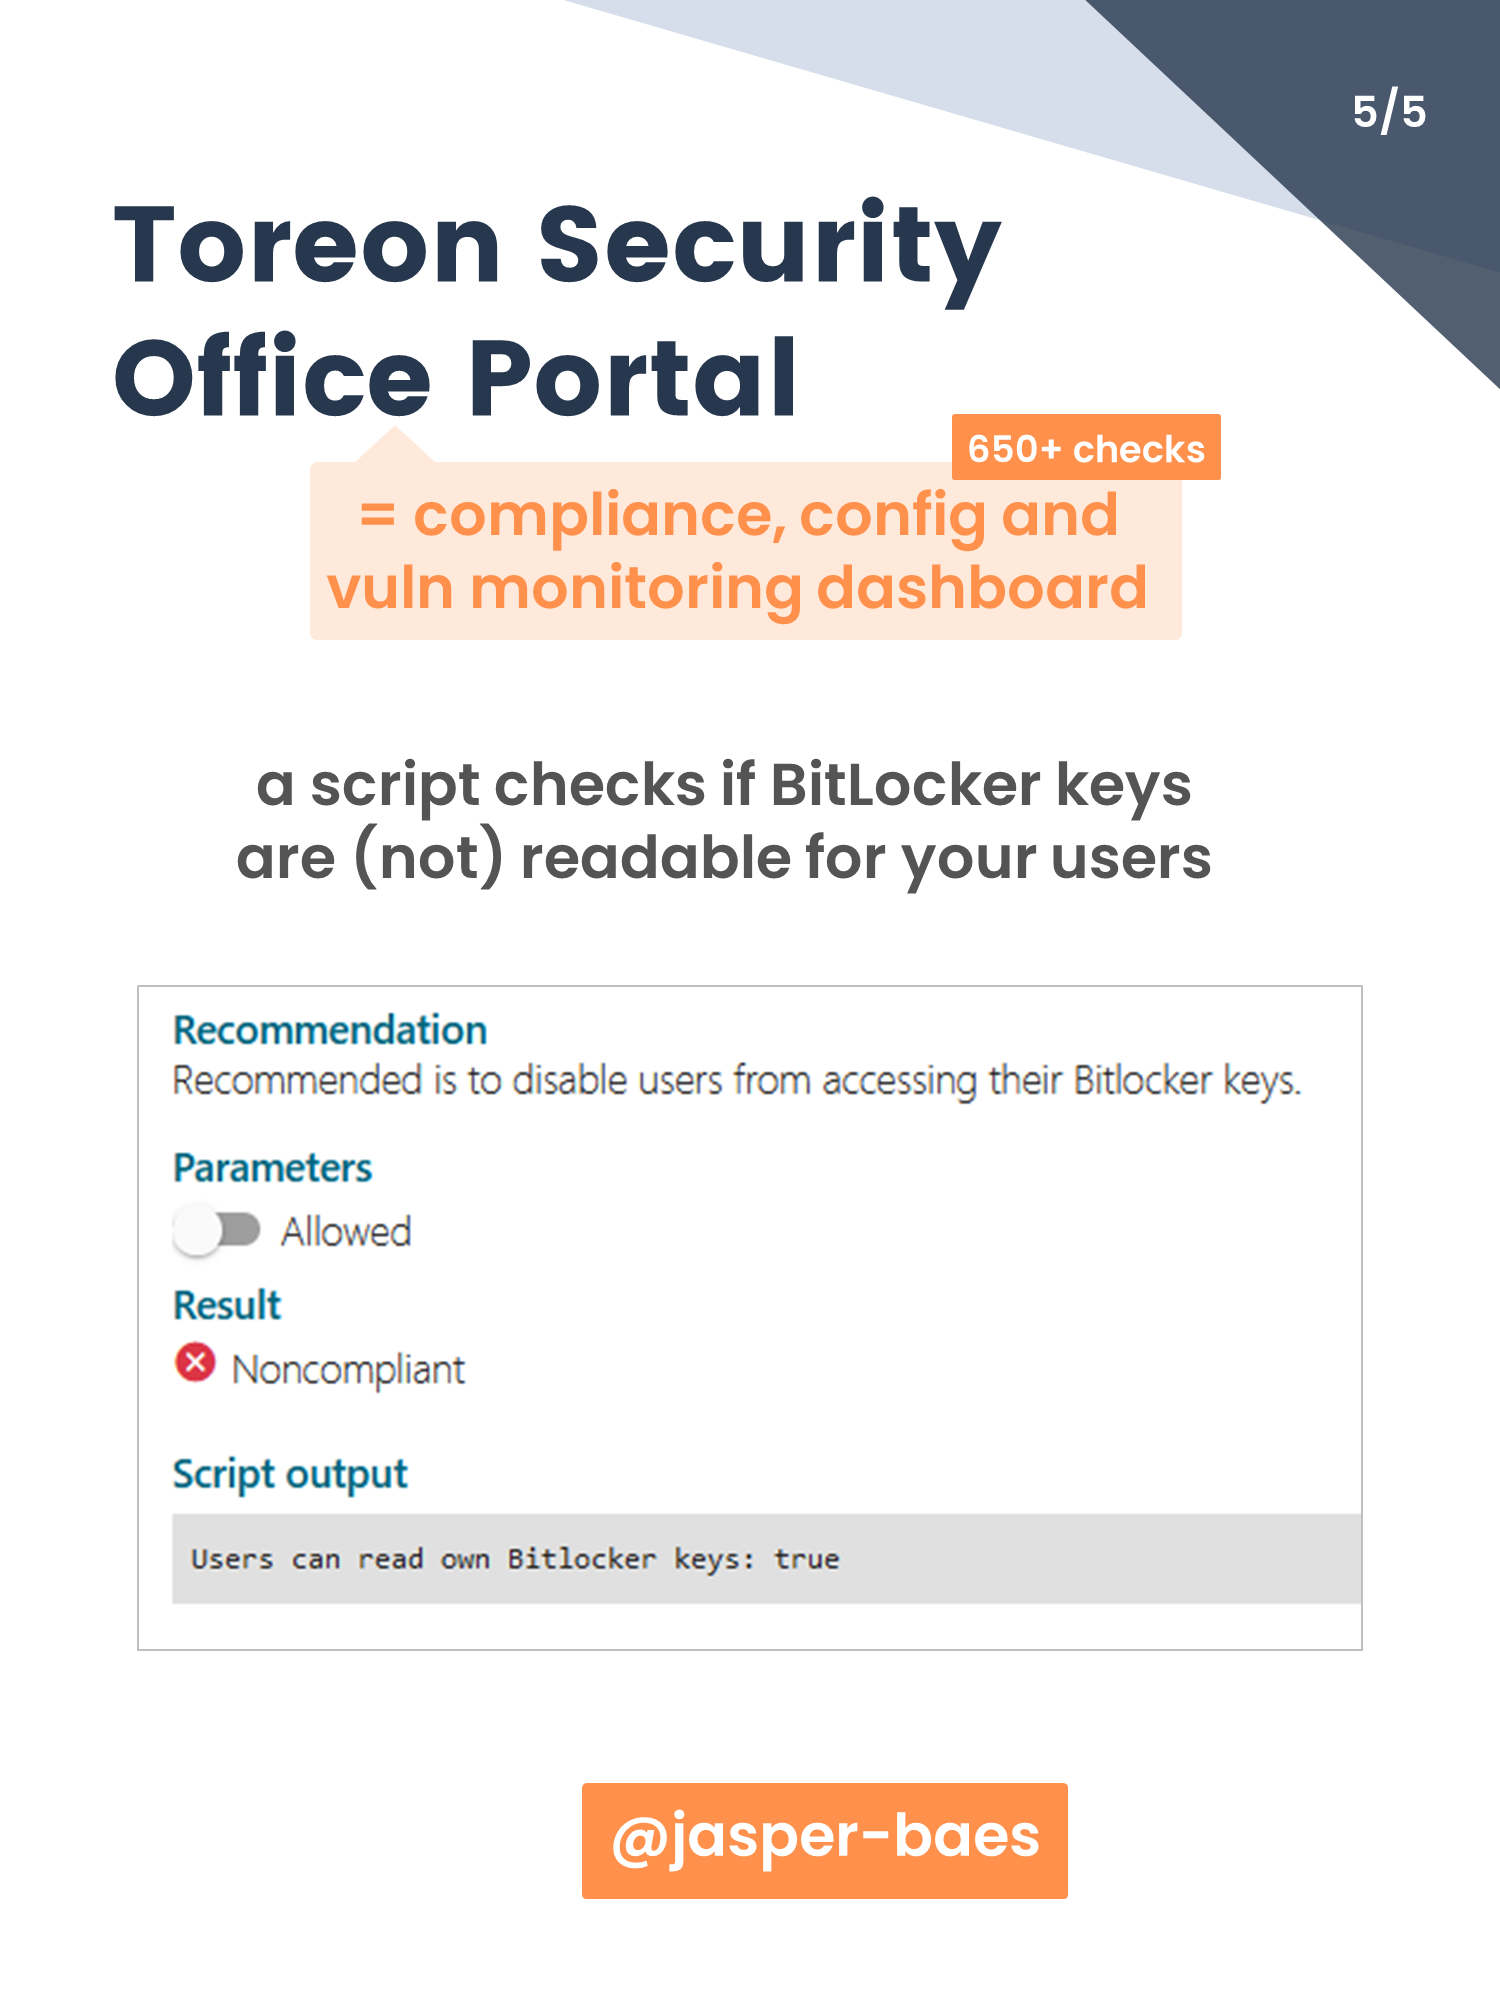 5/5
Toreon Security
Office Portal
650+ checks
= compliance, config and
vuln monitoring dashboard
a script checks if BitLocker keys
are (not) readable for your users
Recommendation
Recommended is to disable users from accessing their Bitlocker keys.
Parameters
Allowed
Result
Noncompliant
Script output
Users can read own Bitlocker keys: true
@jasper-baes